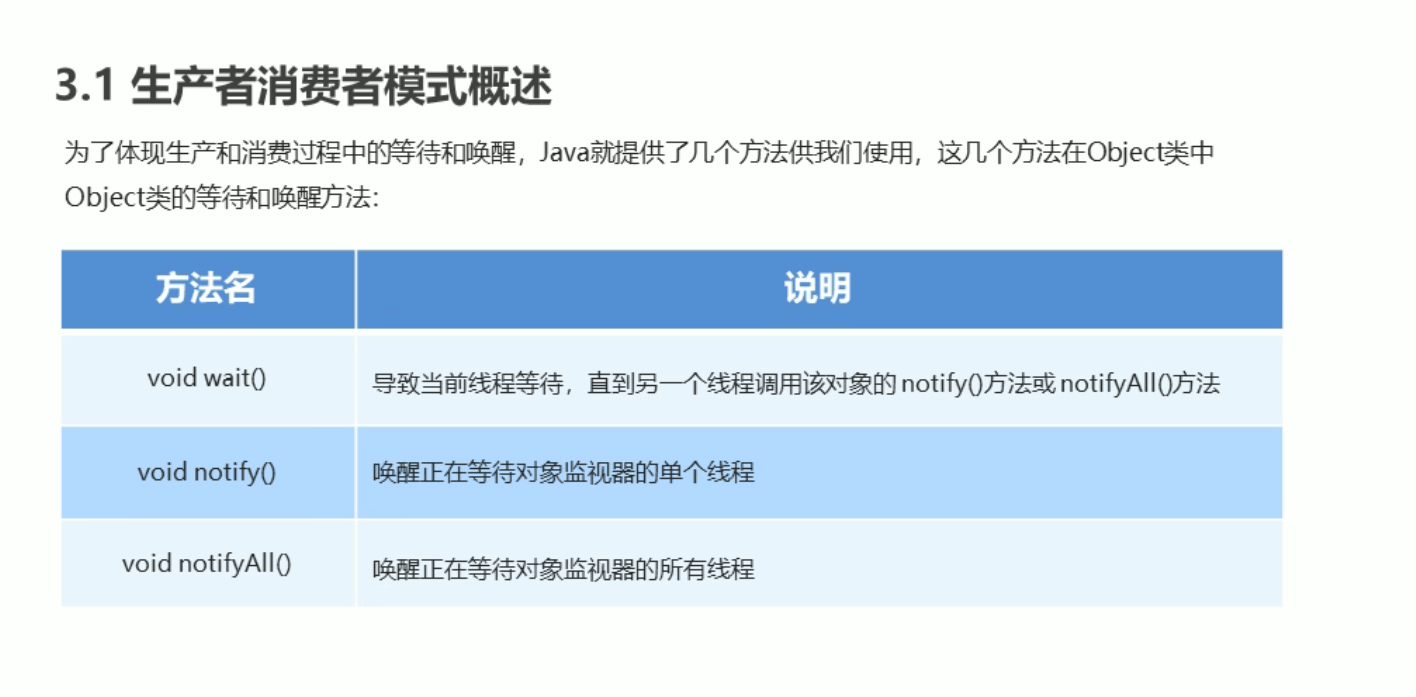 3.1 生产者消费者模式概述
为了体现生产和消费过程中的等待和唤醒，Java就提供了几个方法供我们使用，这几个方法在Object类中
Object类的等待和唤醒方法：
方法名 说明
void wait() 导致当前线程等待，直到另一个线程调用该对象的 notify()方法或 notifyAll()方法
void notify() 唤醒正在等待对象监视器的单个线程
void notifyAll() 唤醒正在等待对象监视器的所有线程